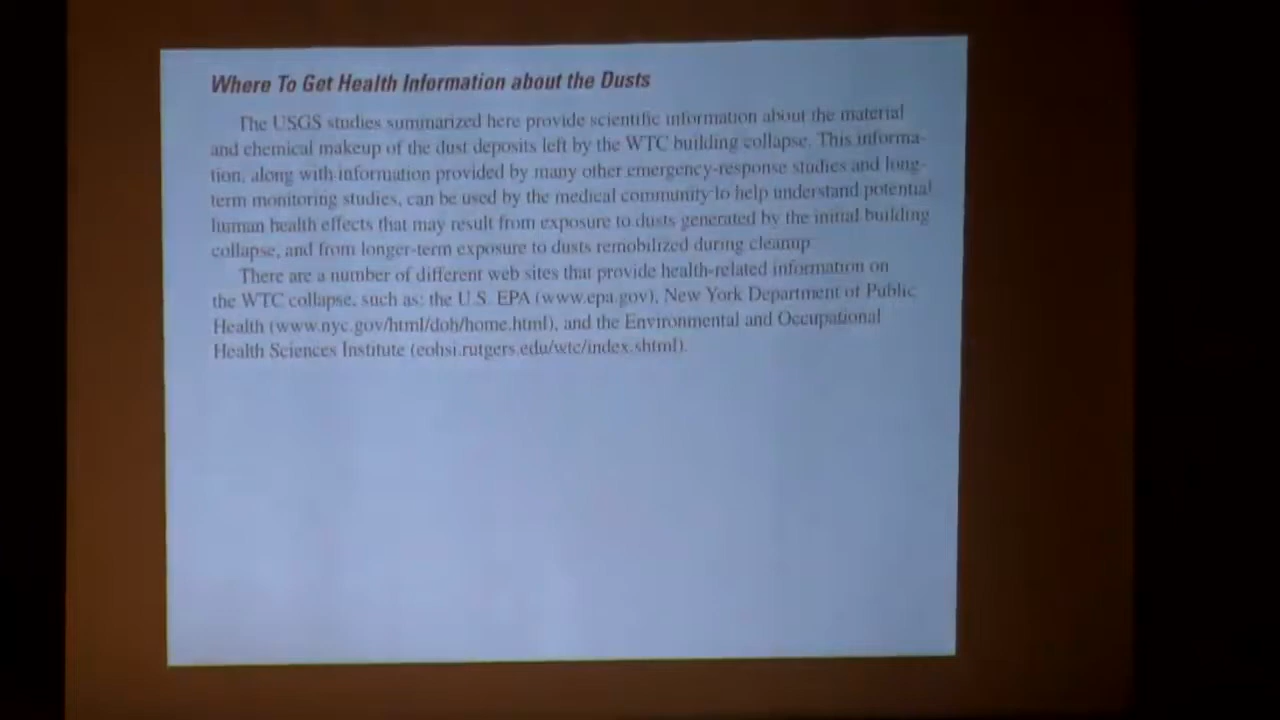 Where To Get Health Information about the Dusts
The USGS studies summarized here provide scientific information about the material
and chemical makeup of the dust deposits left by the WTC building collapse. This informa-
tion, along with information provided by many other emergency-response studies and long-
term monitoring studies, can be used by the medical community to help understand potential
human health effects that may result from exposure to dusts generated by the initial building
collapse, and from longer-term exposure to dusts remobilized during cleanup.
There are a number of different web sites that provide health-related information on
the WTC collapse, such as: the U.S. EPA (www.epa.gov), New York Department of Public
Health (www.nyc.gov/html/doh/home.html), and the Environmental and Occupational
Health Sciences Institute (eohsi.rutgers.edu/wtc/index.shtml).